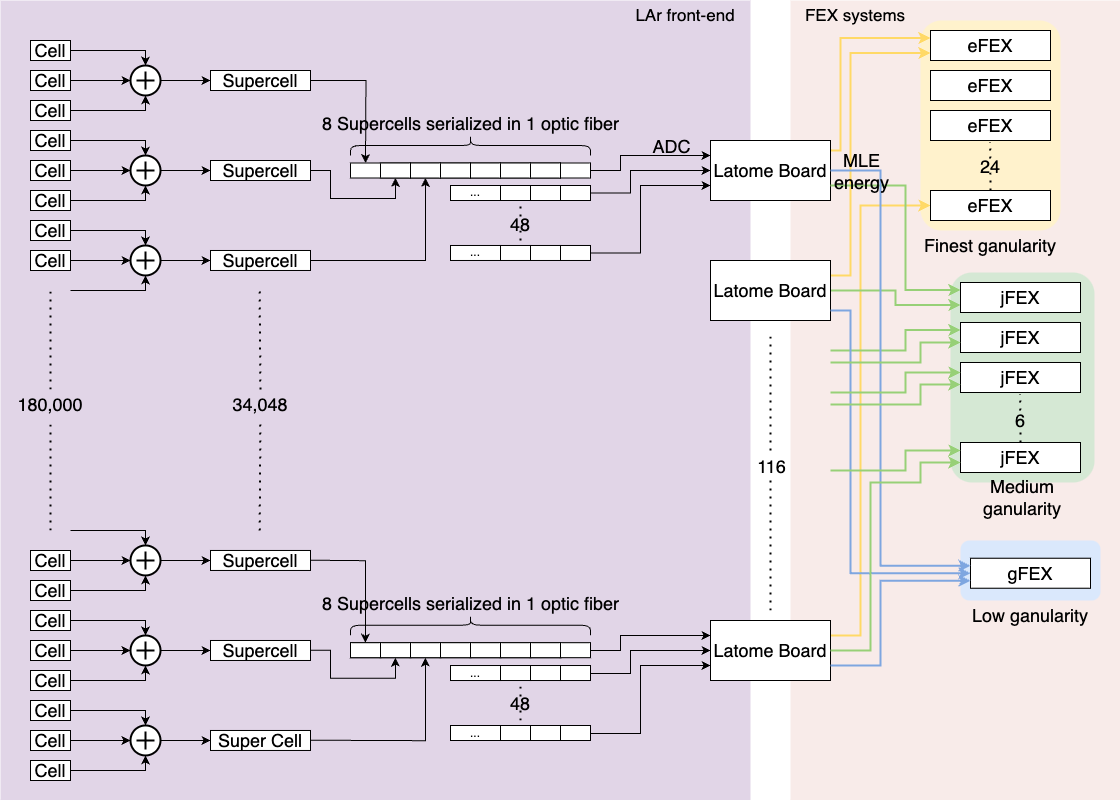 LAr front-end
FEX systems
Cell
Cell
Cell
Supercell
Cell
Cell
Cell
Supercell
Cell
Cell
Supercell
8 Supercells serialized in 1 optic fiber
...
48
...
ADC
Latome Board
MLE
energy
Latome Board
eFEX
eFEX
eFEX
24
eFEX
Finest ganularity
jFEX
jFEX
jFEX
6
jFEX
Medium
ganularity
gFEX
Low ganularity
180,000
34,048
116
Cell
Cell
Supercell
Cell
Cell
Cell
Supercell
Cell
Cell
Cell
Super Cell
8 Supercells serialized in 1 optic fiber
...
48
...
Latome Board